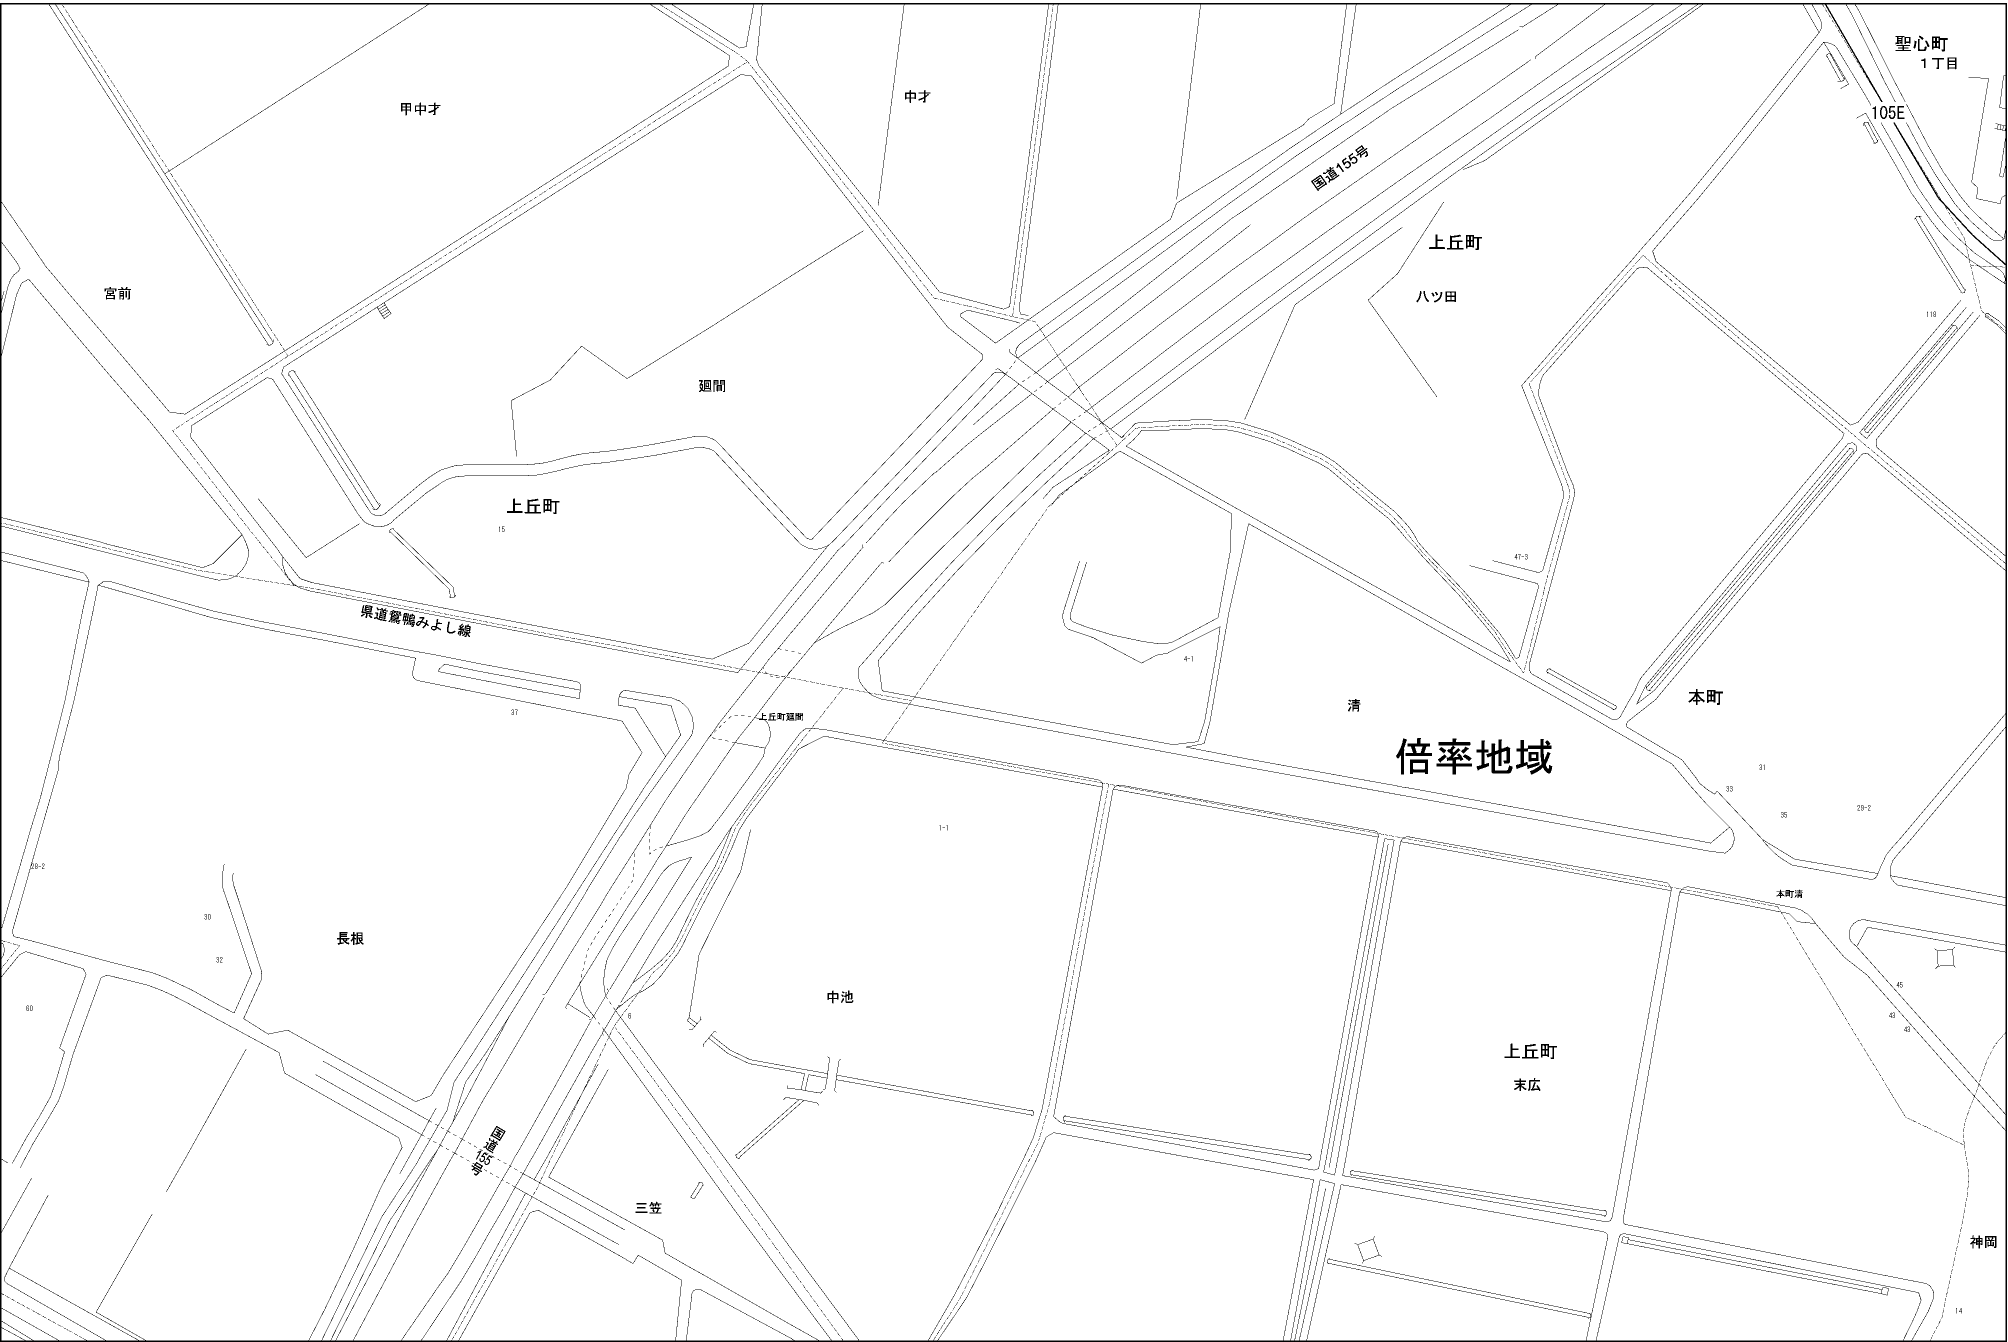 聖心町
1丁目
甲中才
中才
105E
国道155号
上丘町
宮前
八ツ田
118
廻間
上丘町
15
47-3
県道鴛鴨みよし線
4-1
37
上丘町廻間
清
本町
倍率地域
31
33
35
29-2
1-1
28-2
本町清
30
長根
32
45
43
43
60
6
中池
上丘町
末広
国道155号
三笠
神岡
14